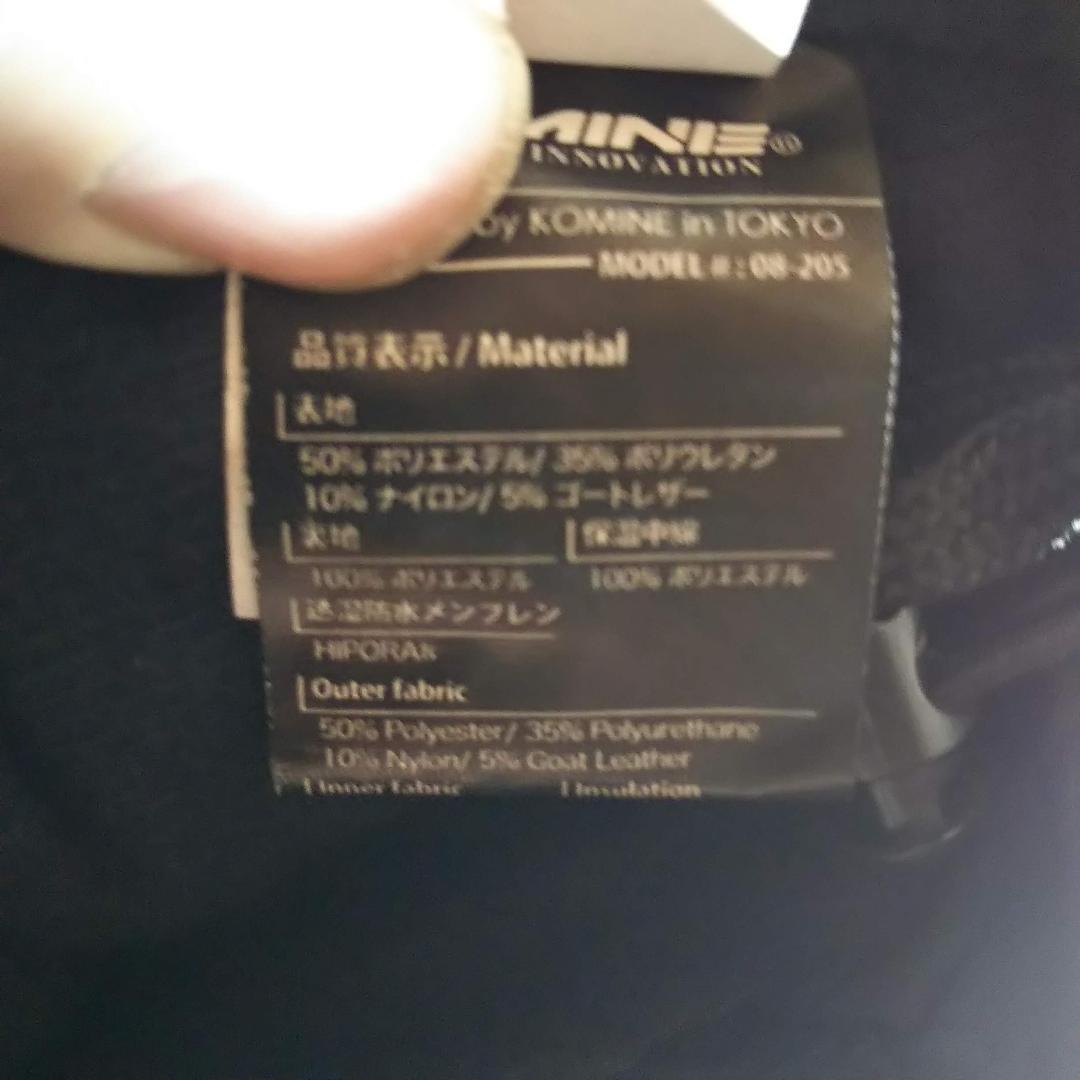 MINE®
INNOVATION
by KOMINE in TOKYO
MODEL #: 08-205
品質表示 / Material
表地
50% ポリエステル/ 35% ポリウレタン
10% ナイロン/ 5% ゴートレザー
表地 保温中綿
100% ポリエステル 100% ポリエステル
透湿防水メンブレン
HIPORA®
Outer fabric
50% Polyester/ 35% Polyurethane
10% Nylon/ 5% Goat Leather
Inner fabric Insulation